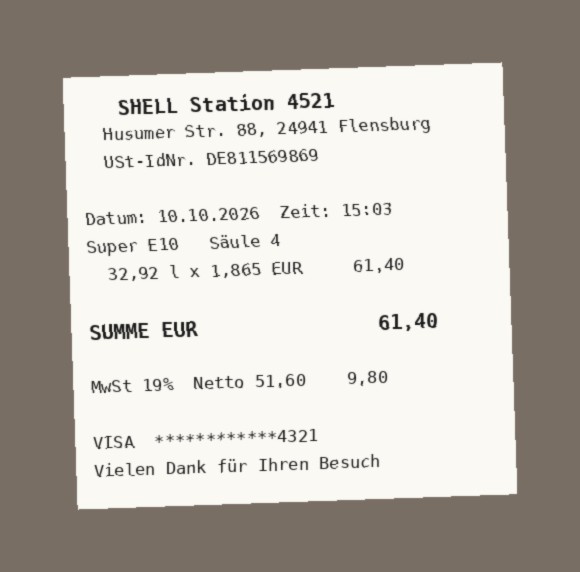 SHELL Station 4521
Husumer Str. 88, 24941 Flensburg
USt-IdNr. DE811569869
Datum: 10.10.2026  Zeit: 15:03
Super E10   Säule 4
32,92 l x 1,865 EUR     61,40
SUMME EUR     61,40
MwSt 19%  Netto 51,60    9,80
VISA  ************4321
Vielen Dank für Ihren Besuch